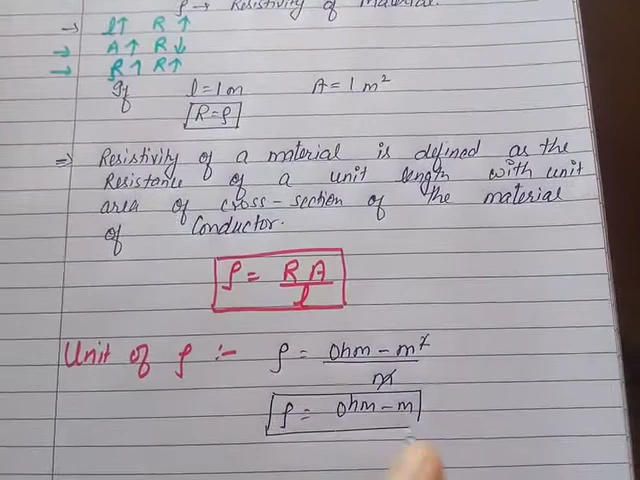 ρ → Resistivity of Material.
→ l↑ R ↑
→ A↑ R↓
→ R↑ R↑
If l = 1m A = 1 m²
R = ρ
⇒ Resistivity of a material is defined as the
Resistance of a unit length with unit
area of cross-section of the material
of Conductor.
ρ = R A / l
Unit of ρ :- ρ = Ohm - m² / m
ρ = Ohm - m